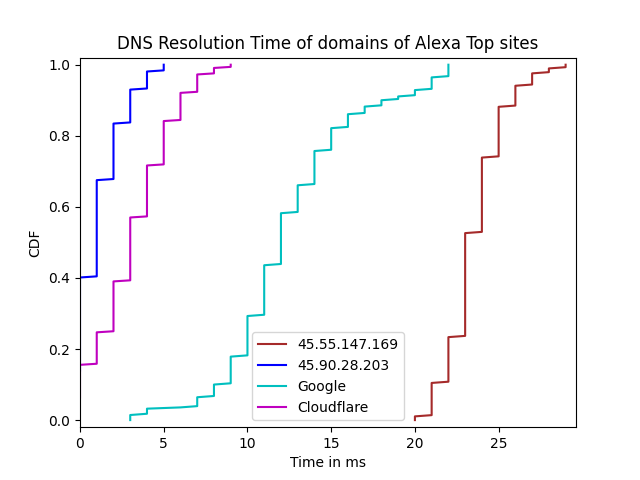 DNS Resolution Time of domains of Alexa Top sites
1.0
0.8
0.6
0.4
0.2
0.0
CDF
45.55.147.169
45.90.28.203
Google
Cloudflare
0 5 10 15 20 25
Time in ms